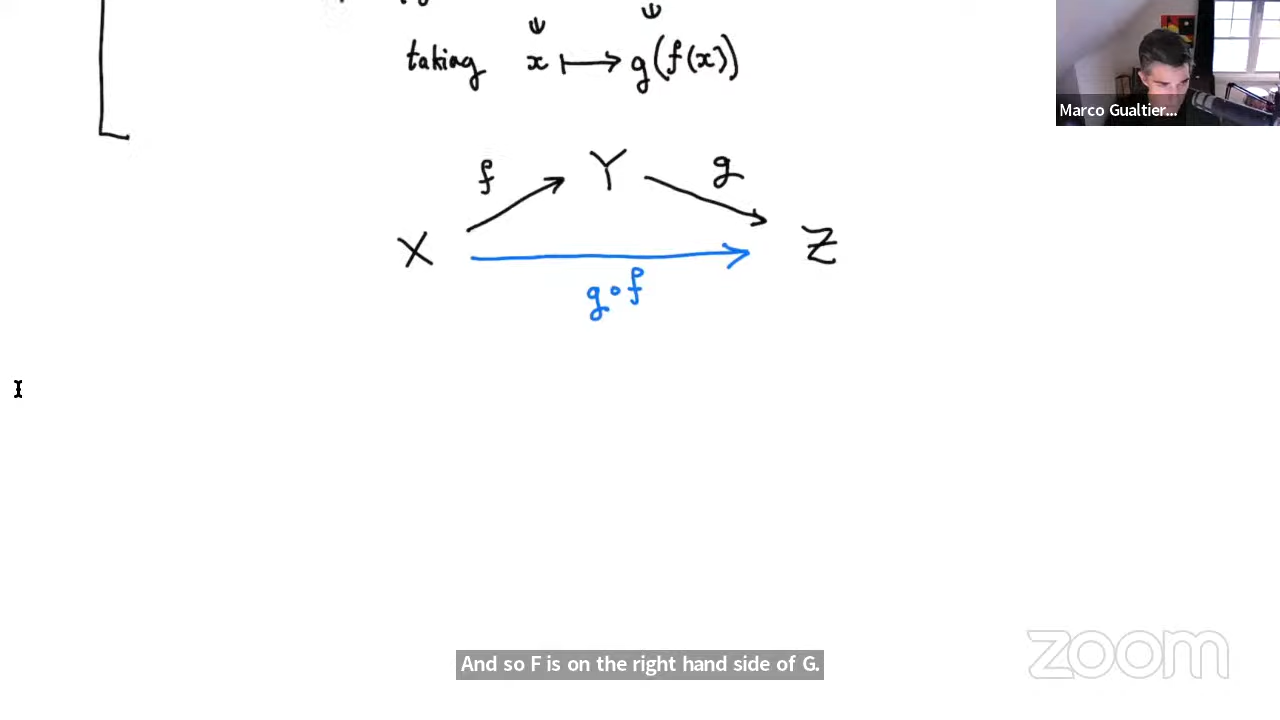 taking x ↦ g(f(x))
Marco Gualtier...
f Y g
X Z
g∘f
And so F is on the right hand side of G.
zoom